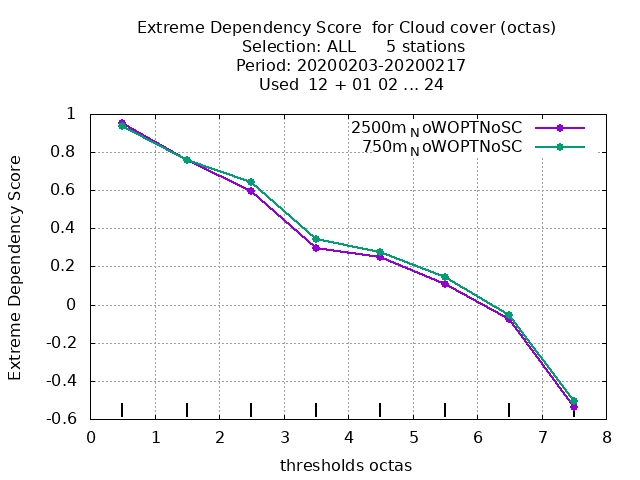 Extreme Dependency Score  for Cloud cover (octas)
Selection: ALL      5 stations
Period: 20200203-20200217
Used  12 + 01 02 ... 24
2500m_NoWOPTNoSC
750m_NoWOPTNoSC
Extreme Dependency Score
1
0.8
0.6
0.4
0.2
0
-0.2
-0.4
-0.6
0 1 2 3 4 5 6 7 8
thresholds octas